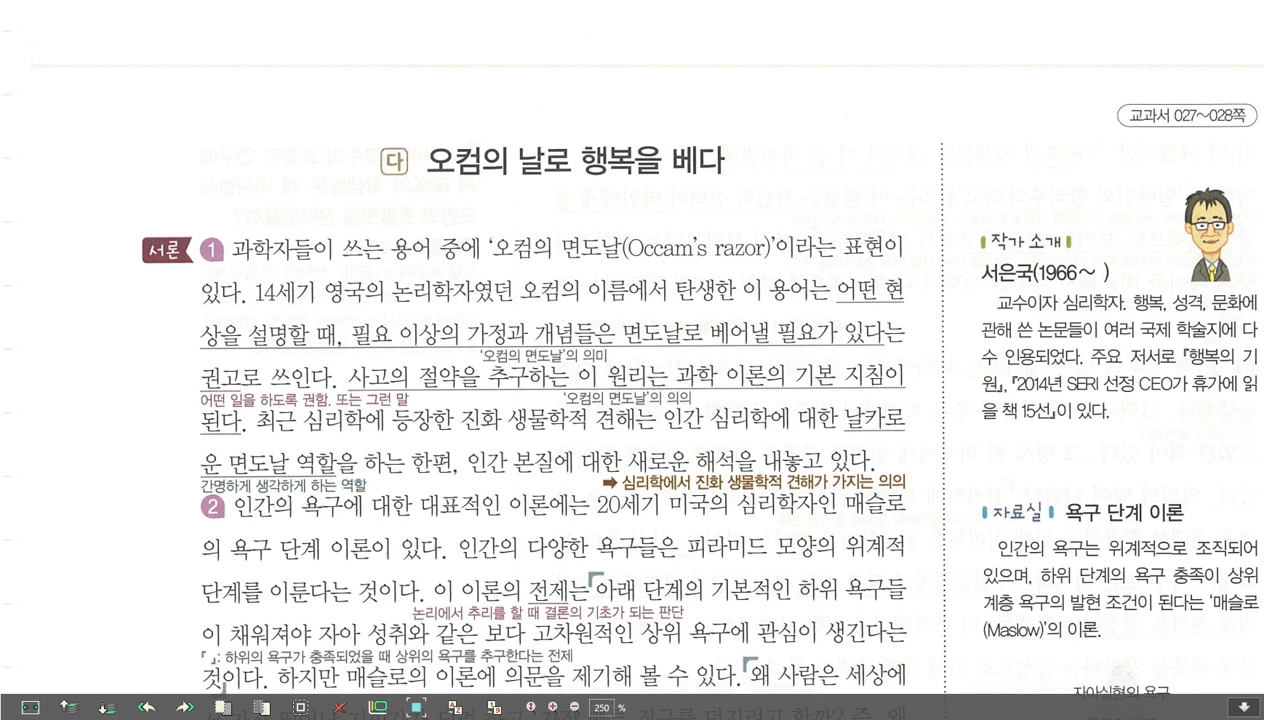 교과서 027~028쪽
다 오컴의 날로 행복을 베다
서론 1 과학자들이 쓰는 용어 중에 '오컴의 면도날(Occam's razor)'이라는 표현이
있다. 14세기 영국의 논리학자였던 오컴의 이름에서 탄생한 이 용어는 어떤 현
상을 설명할 때, 필요 이상의 가정과 개념들은 면도날로 베어낼 필요가 있다는
'오컴의 면도날'의 의미
권고로 쓰인다. 사고의 절약을 추구하는 이 원리는 과학 이론의 기본 지침이
어떤 일을 하도록 권함. 또는 그런 말 '오컴의 면도날'의 의의
된다. 최근 심리학에 등장한 진화 생물학적 견해는 인간 심리학에 대한 날카로
운 면도날 역할을 하는 한편, 인간 본질에 대한 새로운 해석을 내놓고 있다.
간명하게 생각하게 하는 역할 ➡ 심리학에서 진화 생물학적 견해가 가지는 의의
2 인간의 욕구에 대한 대표적인 이론에는 20세기 미국의 심리학자인 매슬로
의 욕구 단계 이론이 있다. 인간의 다양한 욕구들은 피라미드 모양의 위계적
단계를 이룬다는 것이다. 이 이론의 전제는「아래 단계의 기본적인 하위 욕구들
논리에서 추리를 할 때 결론의 기초가 되는 판단
이 채워져야 자아 성취와 같은 보다 고차원적인 상위 욕구에 관심이 생긴다는
「 」: 하위의 욕구가 충족되었을 때 상위의 욕구를 추구한다는 전제
것이다.」 하지만 매슬로의 이론에 의문을 제기해 볼 수 있다.「왜 사람은 세상에
작가 소개
서은국(1966~ )
교수이자 심리학자. 행복, 성격, 문화에
관해 쓴 논문들이 여러 국제 학술지에 다
수 인용되었다. 주요 저서로 『행복의 기
원』, 『2014년 SERI 선정 CEO가 휴가에 읽
을 책 15선』이 있다.
자료실 욕구 단계 이론
인간의 욕구는 위계적으로 조직되어
있으며, 하위 단계의 욕구 충족이 상위
계층 욕구의 발현 조건이 된다는 '매슬로
(Maslow)'의 이론.
자아실현의 욕구
250 %